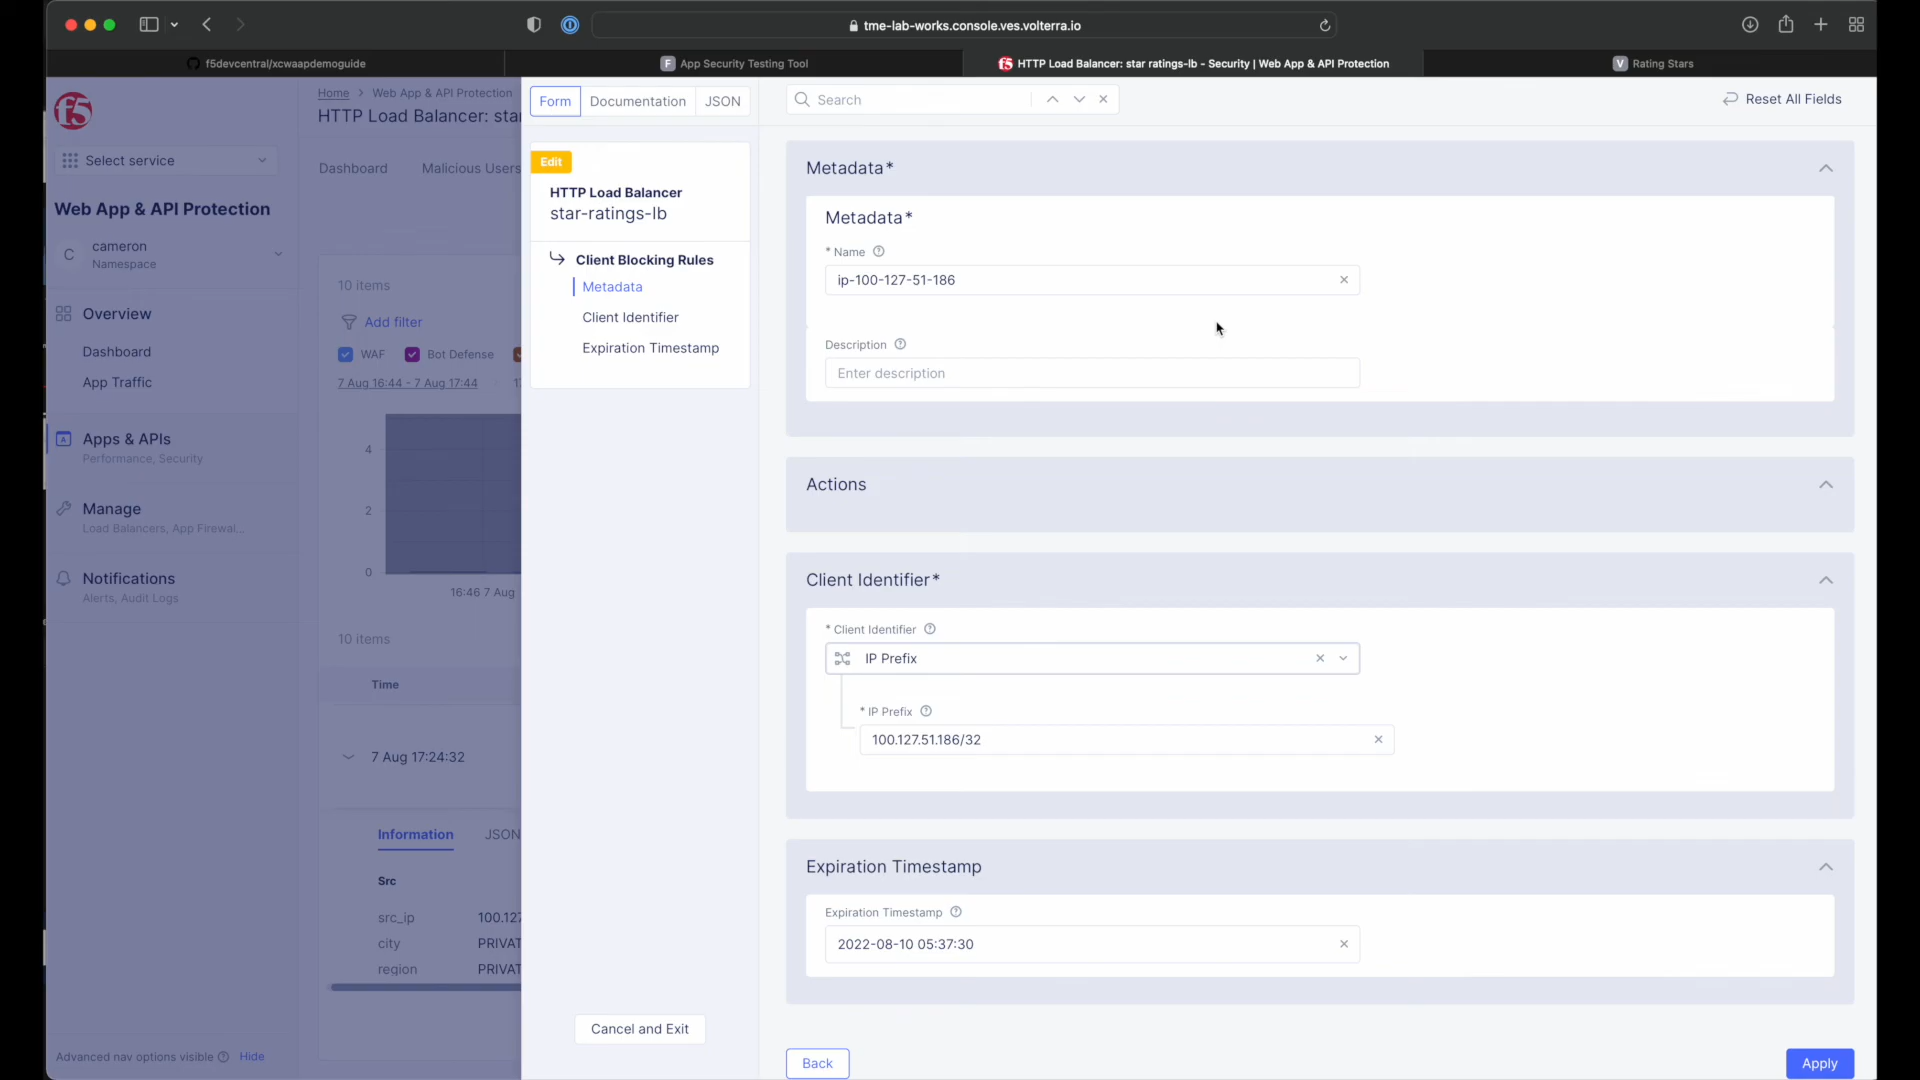 tme-lab-works.console.ves.volterra.io
f5devcentral/xcwaapdemoguide
F App Security Testing Tool
f5 HTTP Load Balancer: star ratings-lb - Security | Web App & API Protection
V Rating Stars
f5
Select service
Web App & API Protection
C cameron
Namespace
Overview
Dashboard
App Traffic
Apps & APIs
Performance, Security
Manage
Load Balancers, App Firewal...
Notifications
Alerts, Audit Logs
Advanced nav options visible Hide
Home > Web App & API Protection
HTTP Load Balancer: star
Dashboard Malicious Users
10 items
Add filter
WAF Bot Defense
7 Aug 16:44 - 7 Aug 17:44
4
2
0
16:46 7 Aug
10 items
Time
7 Aug 17:24:32
Information JSON
Src
src_ip 100.127
city PRIVAT
region PRIVAT
Form Documentation JSON
Edit
HTTP Load Balancer
star-ratings-lb
Client Blocking Rules
Metadata
Client Identifier
Expiration Timestamp
Cancel and Exit
Search
Reset All Fields
Metadata*
Metadata*
* Name
ip-100-127-51-186
Description
Enter description
Actions
Client Identifier*
* Client Identifier
IP Prefix
* IP Prefix
100.127.51.186/32
Expiration Timestamp
Expiration Timestamp
2022-08-10 05:37:30
Back
Apply